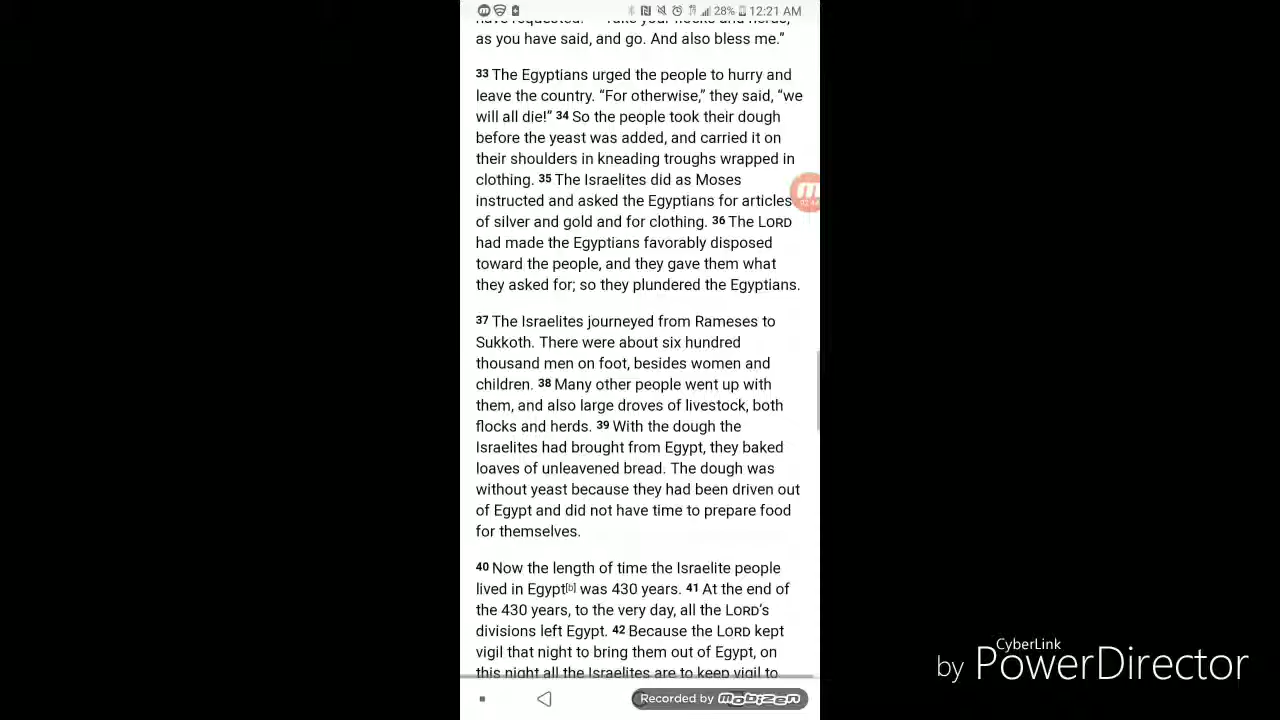 28% 12:21 AM
as you have said, and go. And also bless me.”
33 The Egyptians urged the people to hurry and
leave the country. “For otherwise,” they said, “we
will all die!” 34 So the people took their dough
before the yeast was added, and carried it on
their shoulders in kneading troughs wrapped in
clothing. 35 The Israelites did as Moses
instructed and asked the Egyptians for articles
of silver and gold and for clothing. 36 The LORD
had made the Egyptians favorably disposed
toward the people, and they gave them what
they asked for; so they plundered the Egyptians.
37 The Israelites journeyed from Rameses to
Sukkoth. There were about six hundred
thousand men on foot, besides women and
children. 38 Many other people went up with
them, and also large droves of livestock, both
flocks and herds. 39 With the dough the
Israelites had brought from Egypt, they baked
loaves of unleavened bread. The dough was
without yeast because they had been driven out
of Egypt and did not have time to prepare food
for themselves.
40 Now the length of time the Israelite people
lived in Egypt[b] was 430 years. 41 At the end of
the 430 years, to the very day, all the LORD’s
divisions left Egypt. 42 Because the LORD kept
vigil that night to bring them out of Egypt, on
this night all the Israelites are to keep vigil to
Recorded by mobizen
CyberLink
by PowerDirector